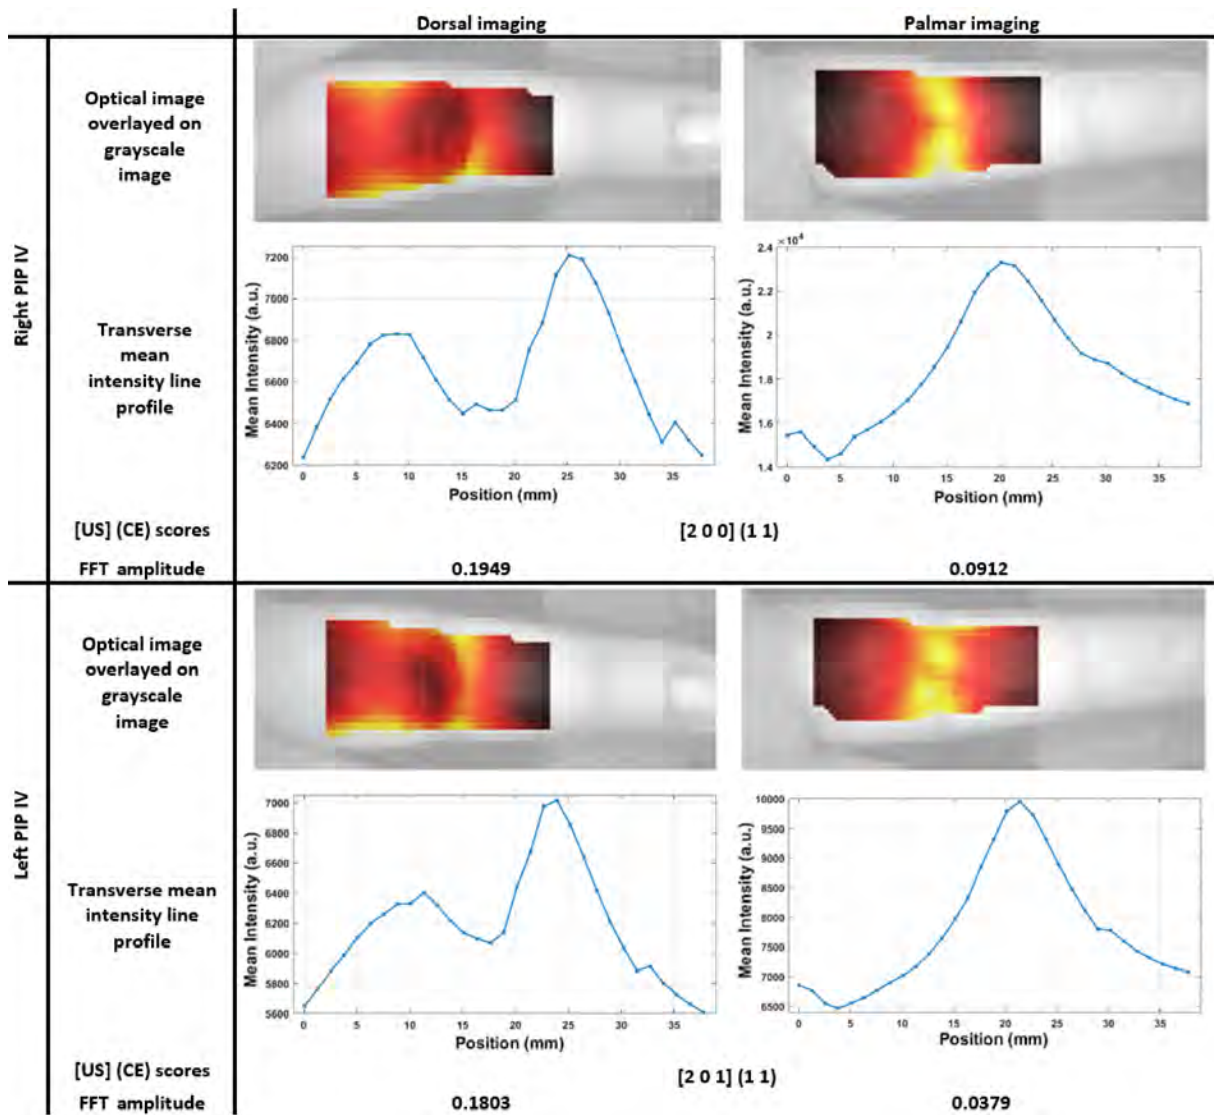 Dorsal imaging
Palmar imaging
Right PIP IV
Optical image
overlayed on
grayscale
image
Transverse
mean
intensity line
profile
Mean Intensity (a.u.)
7200
7000
6800
6600
6400
6200
0 5 10 15 20 25 30 35
Position (mm)
Mean Intensity (a.u.)
×10⁴
2.4
2.2
2
1.8
1.6
1.4
0 5 10 15 20 25 30 35
Position (mm)
[US] (CE) scores
[2 0 0] (1 1)
FFT amplitude
0.1949
0.0912
Left PIP IV
Optical image
overlayed on
grayscale
image
Transverse mean
intensity line
profile
Mean Intensity (a.u.)
7000
6800
6600
6400
6200
6000
5800
5600
0 5 10 15 20 25 30 35
Position (mm)
Mean Intensity (a.u.)
10000
9500
9000
8500
8000
7500
7000
6500
0 5 10 15 20 25 30 35
Position (mm)
[US] (CE) scores
[2 0 1] (1 1)
FFT amplitude
0.1803
0.0379